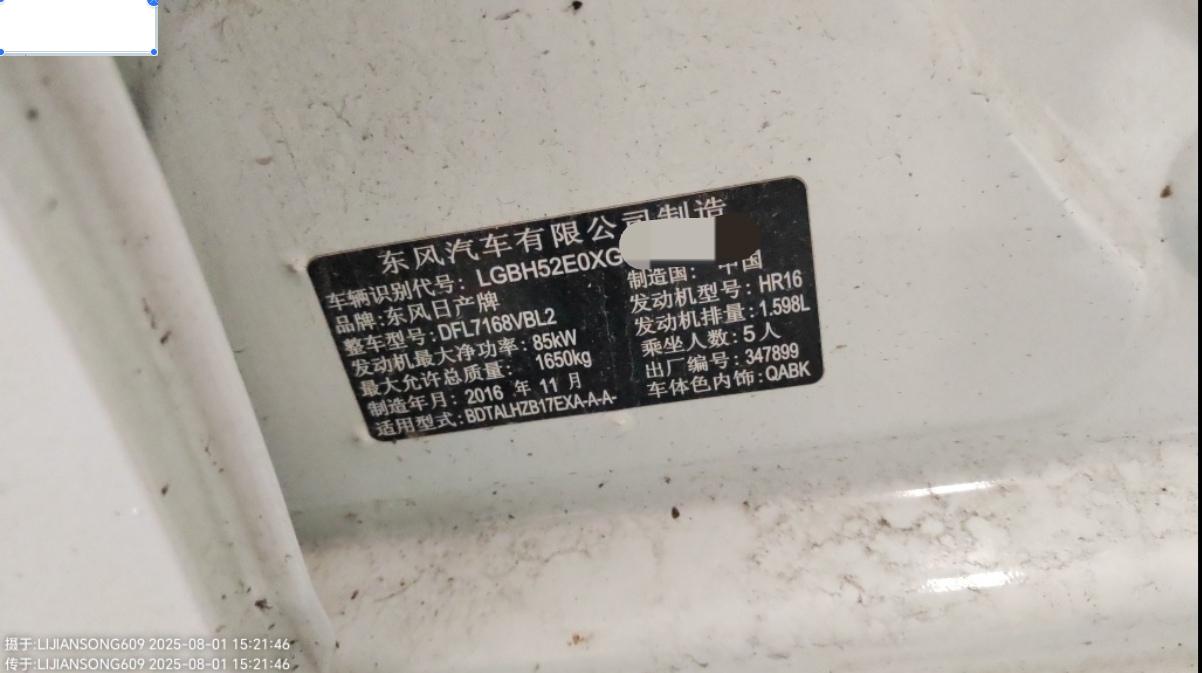 东风汽车有限公司制造
车辆识别代号: LGBH52E0XG
品牌:东风日产牌 制造国: 中国
整车型号:DFL7168VBL2 发动机型号:HR16
发动机最大净功率:85kW 发动机排量:1.598L
最大允许总质量: 1650kg 乘坐人数:5人
制造年月: 2016 年 11 月 出厂编号:347899
适用型式:BDTALHZB17EXA-A-A- 车体色内饰:QABK
摄于:LIJIANSONG609 2025-08-01 15:21:46
传于:LIJIANSONG609 2025-08-01 15:21:46